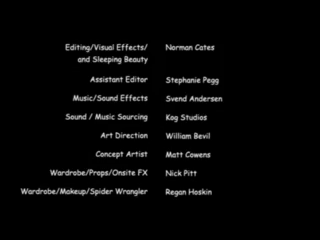 Editing/Visual Effects/ Norman Cates
and Sleeping Beauty
Assistant Editor Stephanie Pegg
Music/Sound Effects Svend Andersen
Sound / Music Sourcing Kog Studios
Art Direction William Bevil
Concept Artist Matt Cowens
Wardrobe/Props/Onsite FX Nick Pitt
Wardrobe/Makeup/Spider Wrangler Regan Hoskin